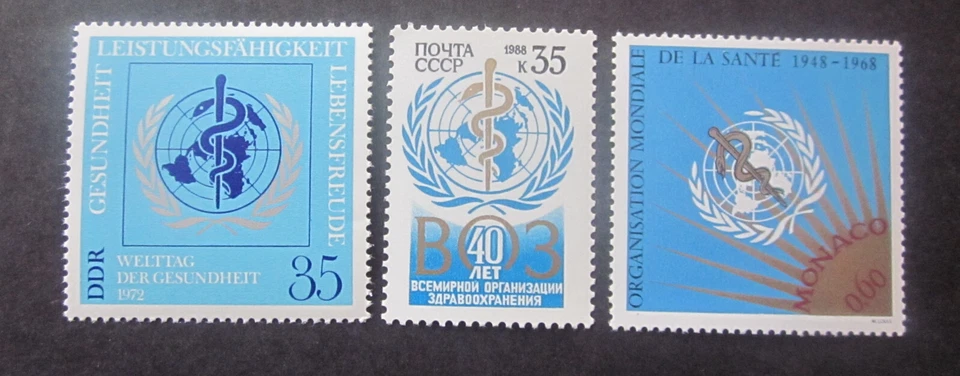 GESUNDHEIT
LEISTUNGSFÄHIGKEIT
LEBENSFREUDE
DDR
WELTTAG
DER GESUNDHEIT
1972
35
ПОЧТА
СССР
1988
К 35
ВОЗ
40
ЛЕТ
ВСЕМИРНОЙ ОРГАНИЗАЦИИ
ЗДРАВООХРАНЕНИЯ
ORGANISATION MONDIALE
DE LA SANTÉ 1948-1968
MONACO
0,60